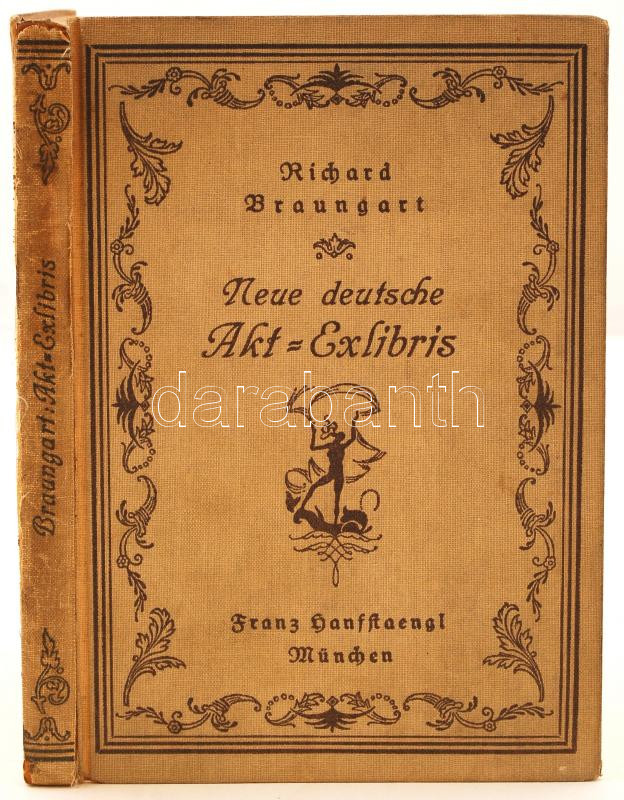 Braungart: Akt=Exlibris
Richard
Braungart
Neue deutsche
Akt=Exlibris
darabanth
Franz Hanfstaengl
München